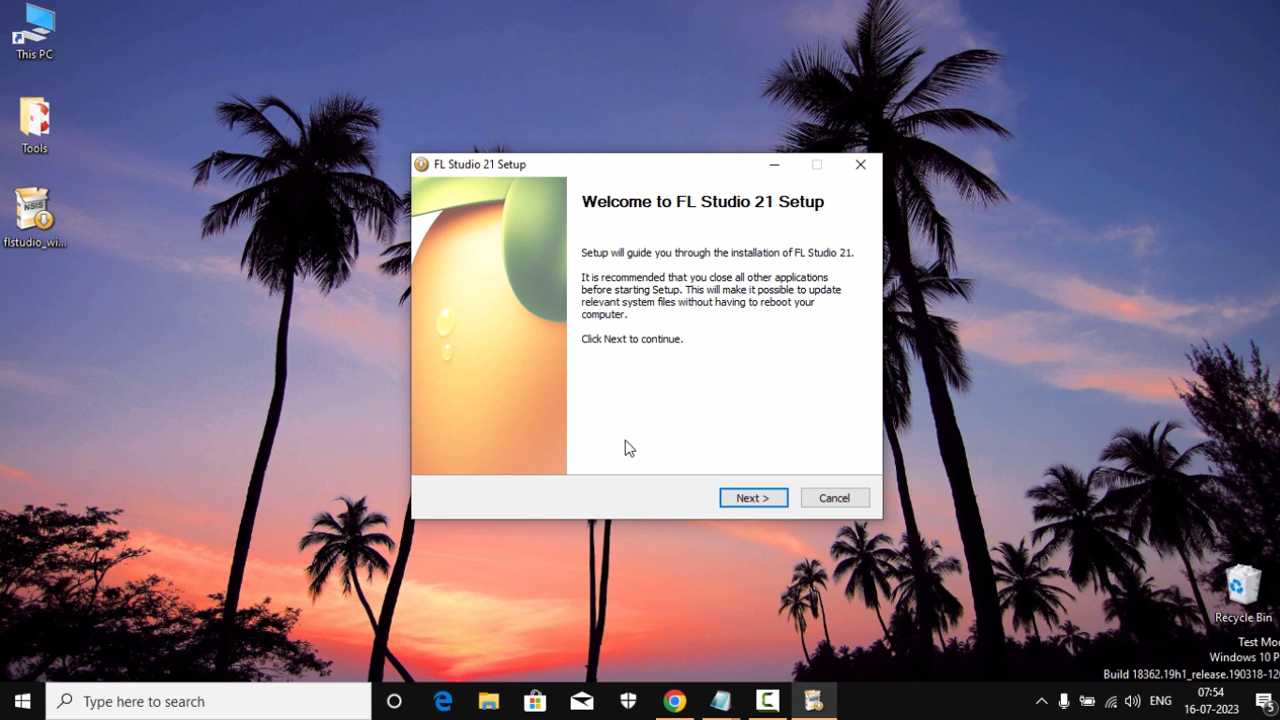 This PC
Tools
flstudio_wi...
FL Studio 21 Setup
Welcome to FL Studio 21 Setup
Setup will guide you through the installation of FL Studio 21.
It is recommended that you close all other applications
before starting Setup. This will make it possible to update
relevant system files without having to reboot your
computer.
Click Next to continue.
Next >
Cancel
Recycle Bin
Test Mo
Windows 10 P
Build 18362.19h1_release.190318-12
Type here to search
ENG
07:54
16-07-2023
5
NSIS